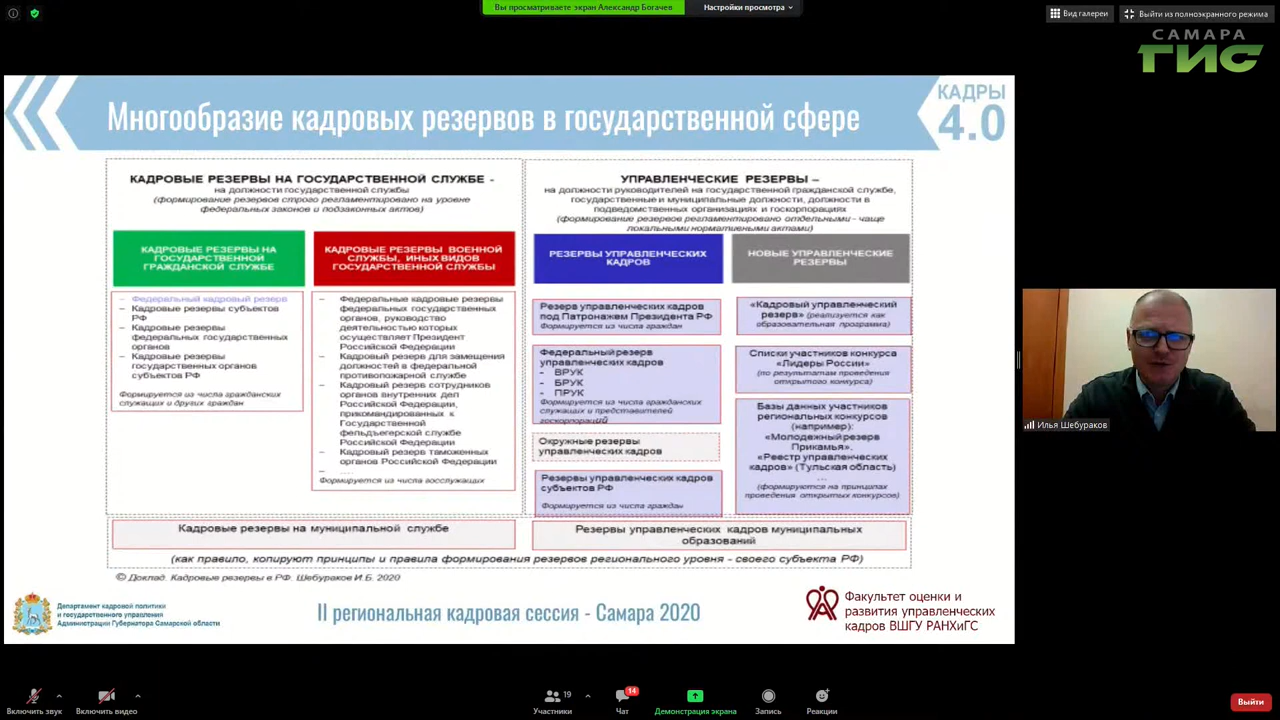 Вы просматриваете экран Александр Богачев
Настройки просмотра
Вид галереи
Выйти из полноэкранного режима
САМАРА
ГИС
Многообразие кадровых резервов в государственной сфере
КАДРЫ
4.0
КАДРОВЫЕ РЕЗЕРВЫ НА ГОСУДАРСТВЕННОЙ СЛУЖБЕ -
на должности государственной службы
(формирование резервов строго регламентировано на уровне
федеральных законов и подзаконных актов)
УПРАВЛЕНЧЕСКИЕ РЕЗЕРВЫ –
на должности руководителей на государственной гражданской службе,
государственные и муниципальные должности, должности в
подведомственных организациях и госкорпорациях
(формирование резервов регламентировано отдельными - чаще
локальными нормативными актами)
КАДРОВЫЕ РЕЗЕРВЫ НА
ГОСУДАРСТВЕННОЙ
ГРАЖДАНСКОЙ СЛУЖБЕ
- Федеральный кадровый резерв
- Кадровые резервы субъектов
РФ
- Кадровые резервы
федеральных государственных
органов
- Кадровые резервы
государственных органов
субъектов РФ
Формируется из числа гражданских
служащих и других граждан
КАДРОВЫЕ РЕЗЕРВЫ ВОЕННОЙ
СЛУЖБЫ, ИНЫХ ВИДОВ
ГОСУДАРСТВЕННОЙ СЛУЖБЫ
- Федеральные кадровые резервы
федеральных государственных
органов, руководство
деятельностью которых
осуществляет Президент
Российской Федерации
- Кадровый резерв для замещения
должностей в федеральной
противопожарной службе
- Кадровый резерв сотрудников
органов внутренних дел
Российской Федерации,
прикомандированных к
Государственной
фельдъегерской службе
Российской Федерации
- Кадровый резерв таможенных
органов Российской Федерации
- ....
Формируется из числа госслужащих
РЕЗЕРВЫ УПРАВЛЕНЧЕСКИХ
КАДРОВ
Резерв управленческих кадров
под Патронажем Президента РФ
Формируется из числа граждан
Федеральный резерв
управленческих кадров
- ВРУК
- БРУК
- ПРУК
Формируется из числа гражданских
служащих и представителей
госкорпораций
Окружные резервы
управленческих кадров
Резервы управленческих кадров
субъектов РФ
Формируется из числа граждан
НОВЫЕ УПРАВЛЕНЧЕСКИЕ
РЕЗЕРВЫ
«Кадровый управленческий
резерв» (реализуется как
образовательная программа)
Списки участников конкурса
«Лидеры России»
(по результатам проведения
открытого конкурса)
Базы данных участников
региональных конкурсов
(например):
«Молодежный резерв
Прикамья»,
«Реестр управленческих
кадров» (Тульская область)
...
(формируются на принципах
проведения открытых конкурсов)
Кадровые резервы на муниципальной службе
Резервы управленческих кадров муниципальных
образований
(как правило, копируют принципы и правила формирования резервов регионального уровня - своего субъекта РФ)
© Доклад. Кадровые резервы в РФ. Шебураков И.Б. 2020
Департамент кадровой политики
и государственного управления
Администрации Губернатора Самарской области
II региональная кадровая сессия - Самара 2020
Факультет оценки и
развития управленческих
кадров ВШГУ РАНХиГС
Илья Шебураков
Включить звук
Включить видео
19
Участники
14
Чат
Демонстрация экрана
Запись
Реакции
Выйти